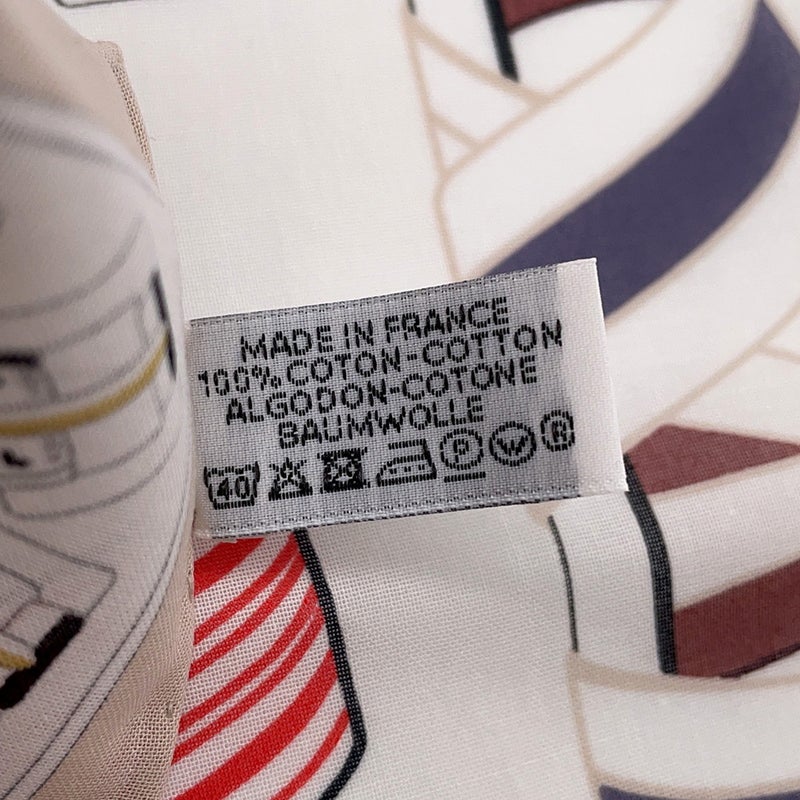 MADE IN FRANCE
100% COTON-COTTON
ALGODON-COTONE
BAUMWOLLE
40 P W ®